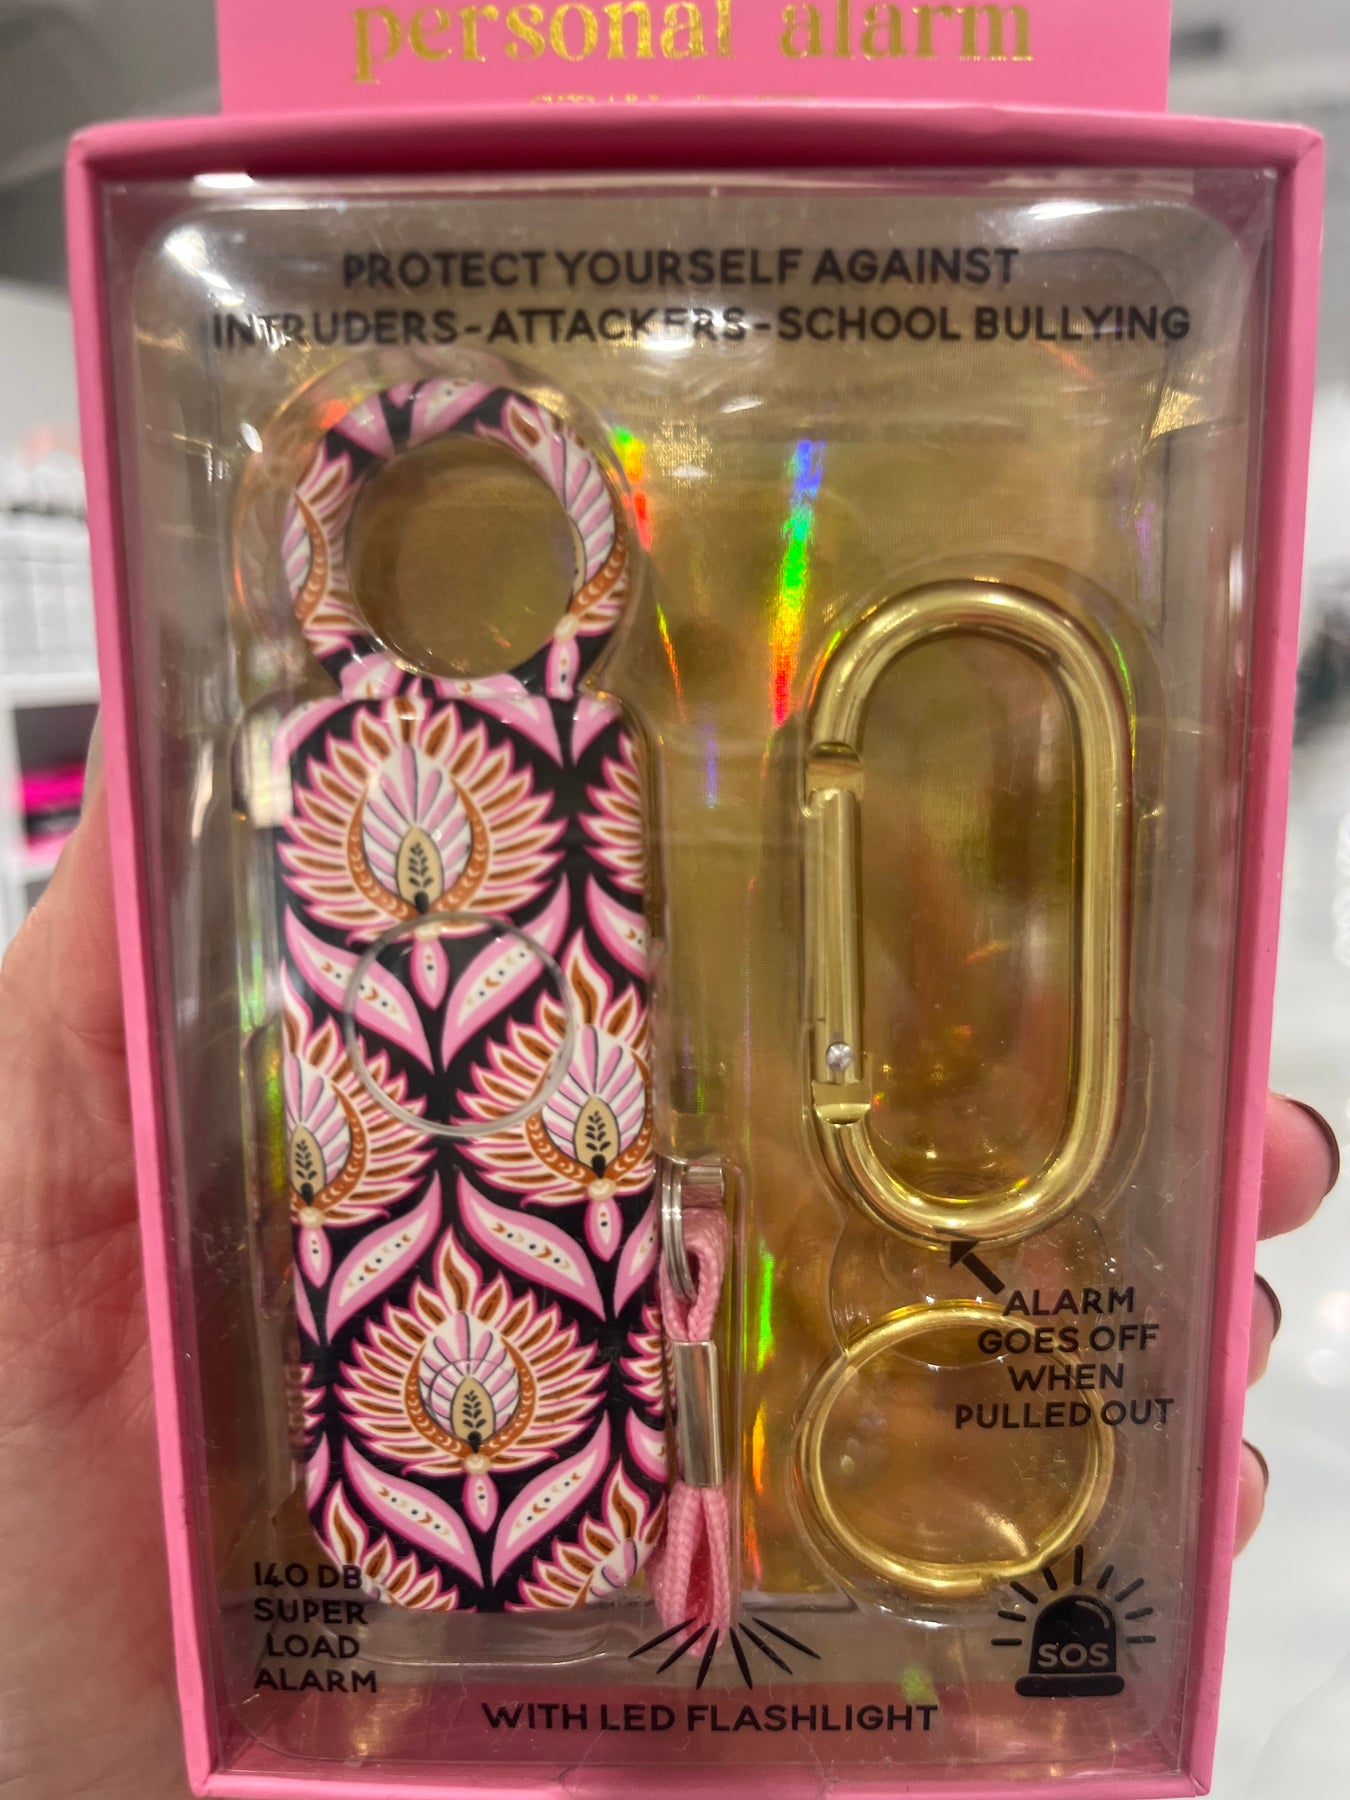 personal alarm
PROTECT YOURSELF AGAINST
INTRUDERS-ATTACKERS-SCHOOL BULLYING
ALARM
GOES OFF
WHEN
PULLED OUT
140 DB
SUPER
LOAD
ALARM
SOS
WITH LED FLASHLIGHT